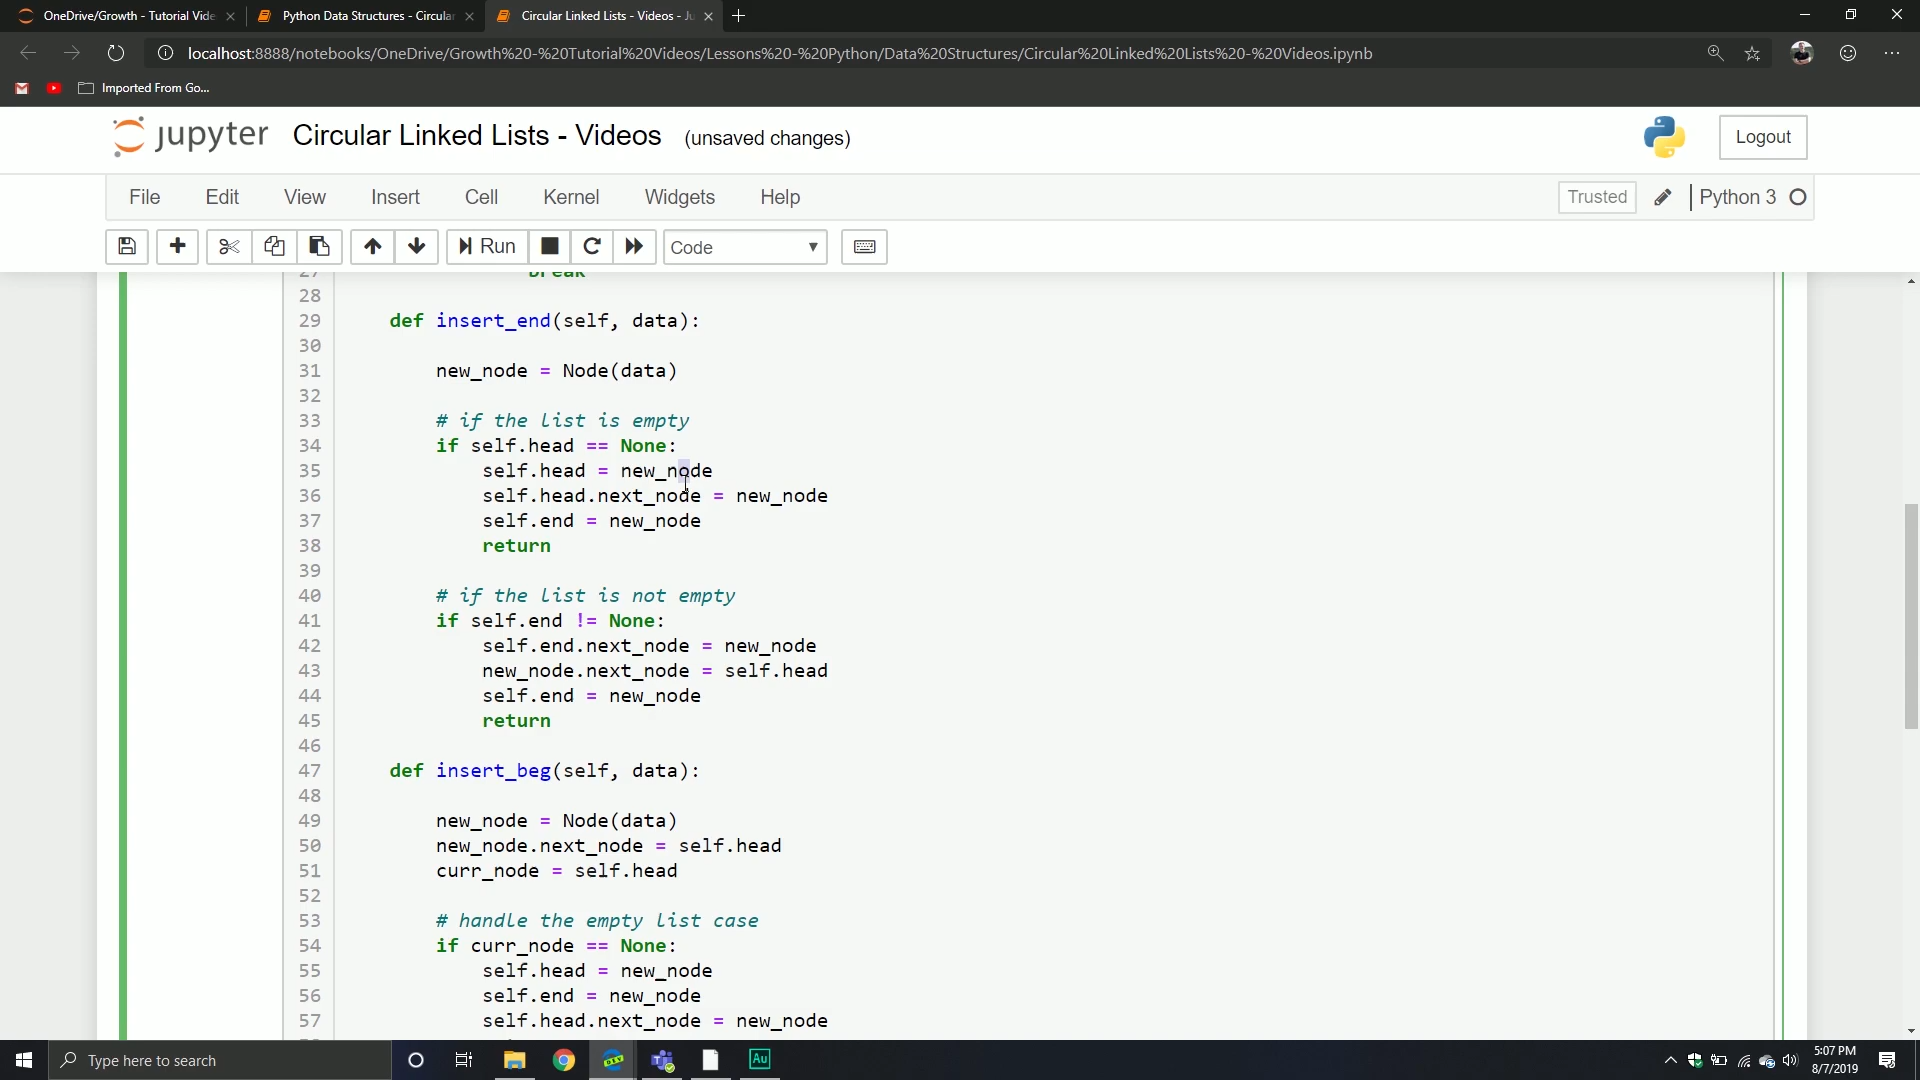 OneDrive/Growth - Tutorial Vide
Python Data Structures - Circular
Circular Linked Lists - Videos - Ju
localhost:8888/notebooks/OneDrive/Growth%20-%20Tutorial%20Videos/Lessons%20-%20Python/Data%20Structures/Circular%20Linked%20Lists%20-%20Videos.ipynb
Imported From Go...
jupyter Circular Linked Lists - Videos (unsaved changes)
Logout
File Edit View Insert Cell Kernel Widgets Help
Trusted Python 3
Run Code
27 break
28
29 def insert_end(self, data):
30
31 new_node = Node(data)
32
33 # if the list is empty
34 if self.head == None:
35 self.head = new_node
36 self.head.next_node = new_node
37 self.end = new_node
38 return
39
40 # if the list is not empty
41 if self.end != None:
42 self.end.next_node = new_node
43 new_node.next_node = self.head
44 self.end = new_node
45 return
46
47 def insert_beg(self, data):
48
49 new_node = Node(data)
50 new_node.next_node = self.head
51 curr_node = self.head
52
53 # handle the empty list case
54 if curr_node == None:
55 self.head = new_node
56 self.end = new_node
57 self.head.next_node = new_node
Type here to search
DEV
Au
5:07 PM
8/7/2019